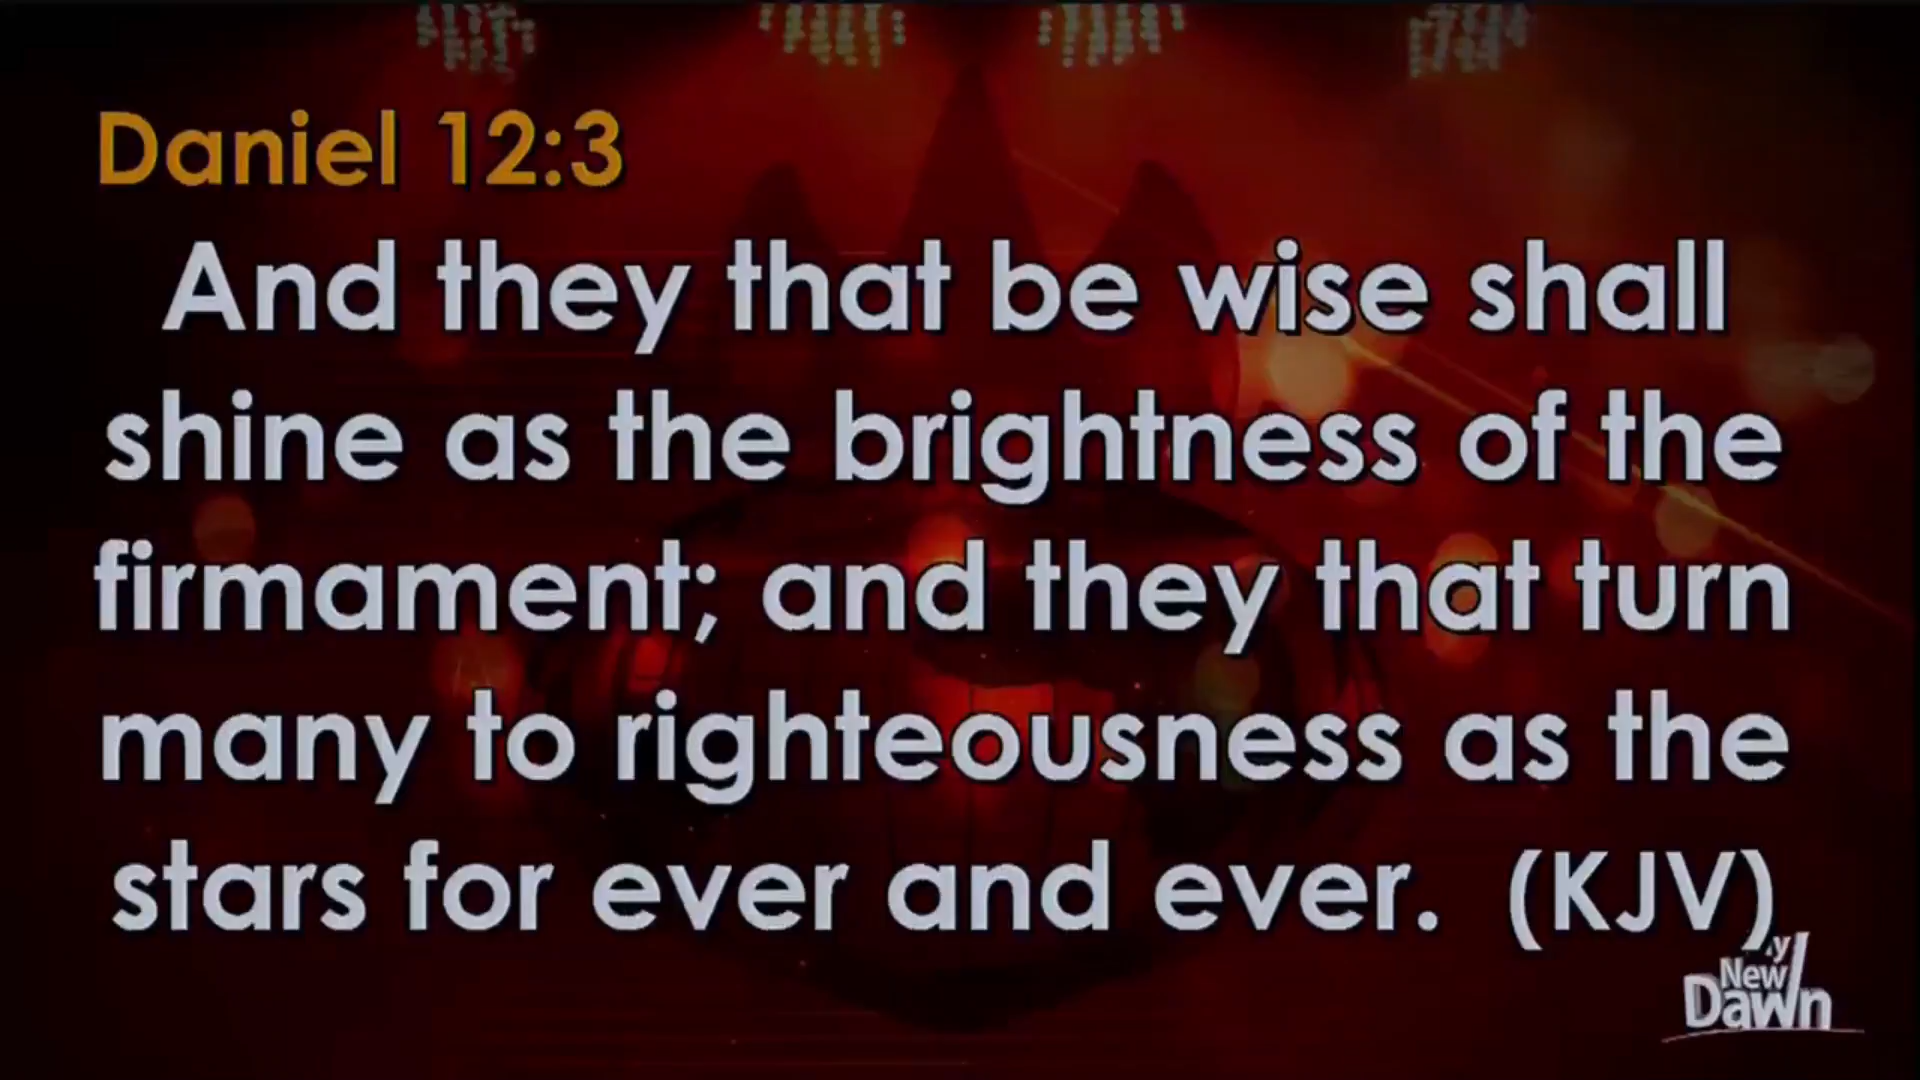 Daniel 12:3
And they that be wise shall
shine as the brightness of the
firmament; and they that turn
many to righteousness as the
stars for ever and ever. (KJV)
y
New
Dawn